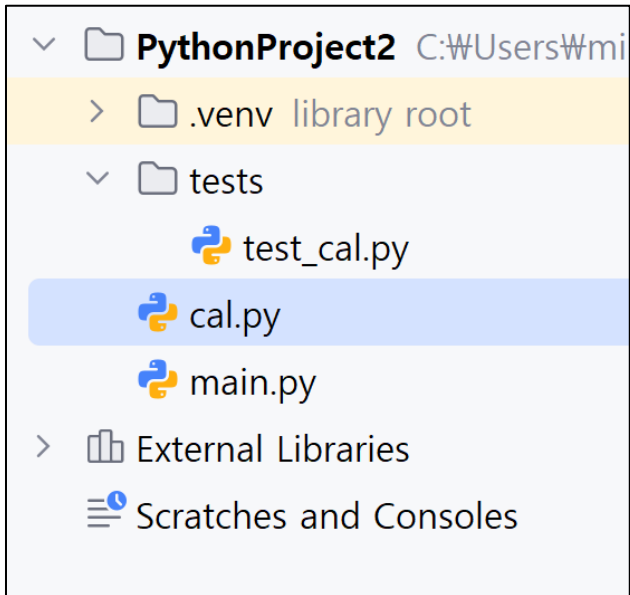 PythonProject2 C:₩Users₩mi
.venv library root
tests
test_cal.py
cal.py
main.py
External Libraries
Scratches and Consoles